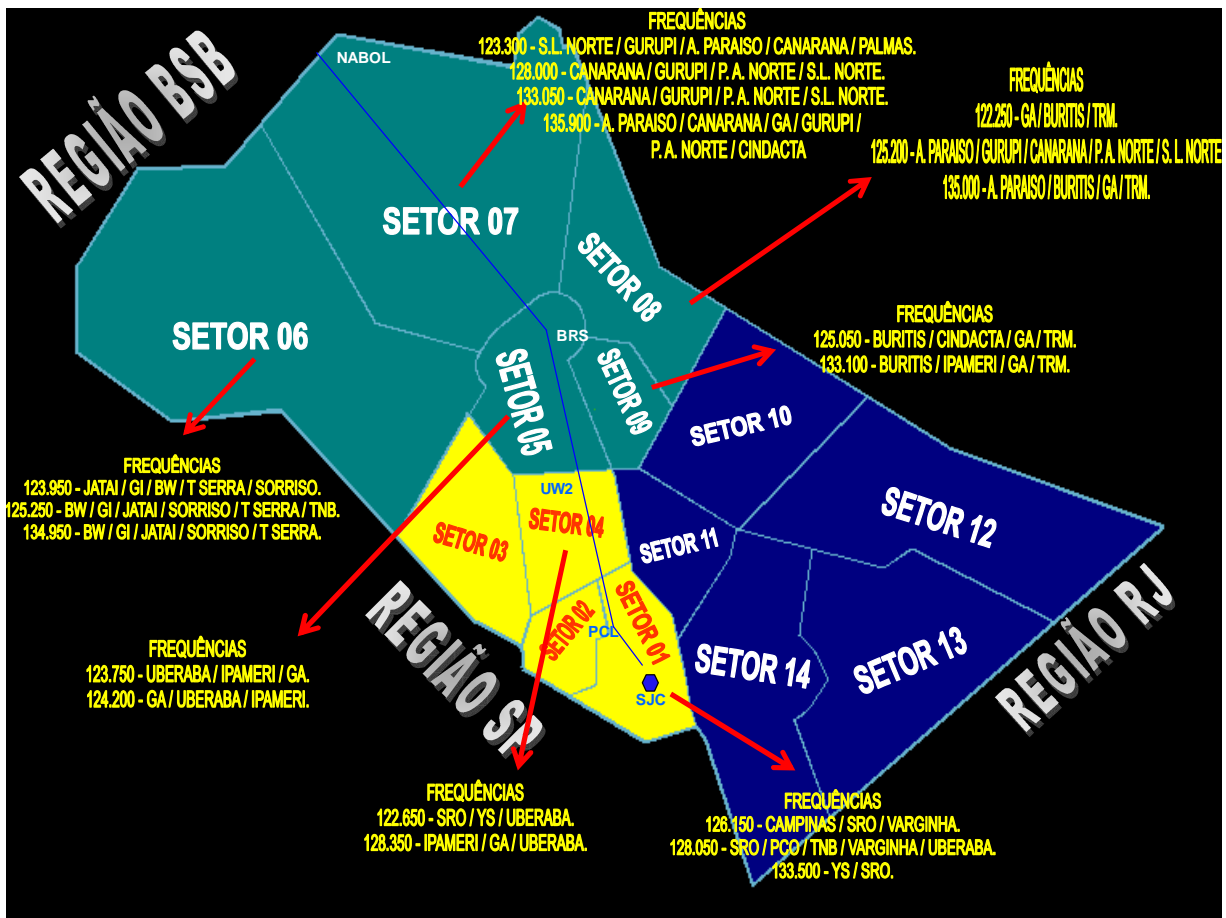 FREQUÊNCIAS
123.300 - S.L. NORTE / GURUPI / A. PARAISO / CANARANA / PALMAS.
128.000 - CANARANA / GURUPI / P. A. NORTE / S.L. NORTE.
133.050 - CANARANA / GURUPI / P. A. NORTE / S.L. NORTE.
135.900 - A. PARAISO / CANARANA / GA / GURUPI /
P. A. NORTE / CINDACTA
NABOL
REGIÃO BSB
FREQUÊNCIAS
122.250 - GA / BURITIS / TRM.
125.200 - A. PARAISO / GURUPI / CANARANA / P. A. NORTE / S. L. NORTE
135.000 - A. PARAISO / BURITIS / GA / TRM.
SETOR 07
SETOR 08
SETOR 06
BRS
FREQUÊNCIAS
125.050 - BURITIS / CINDACTA / GA / TRM.
133.100 - BURITIS / IPAMERI / GA / TRM.
SETOR 05
SETOR 09
SETOR 10
FREQUÊNCIAS
123.950 - JATAI / GI / BW / T SERRA / SORRISO.
125.250 - BW / GI / JATAI / SORRISO / T SERRA / TNB.
134.950 - BW / GI / JATAI / SORRISO / T SERRA.
UW2
SETOR 04
SETOR 03
SETOR 11
SETOR 12
SETOR 02
PCL
SETOR 01
SETOR 14
SETOR 13
REGIÃO RJ
REGIÃO SP
SJC
FREQUÊNCIAS
123.750 - UBERABA / IPAMERI / GA.
124.200 - GA / UBERABA / IPAMERI.
FREQUÊNCIAS
122.650 - SRO / YS / UBERABA.
128.350 - IPAMERI / GA / UBERABA.
FREQUÊNCIAS
126.150 - CAMPINAS / SRO / VARGINHA.
128.050 - SRO / PCO / TNB / VARGINHA / UBERABA.
133.500 - YS / SRO.